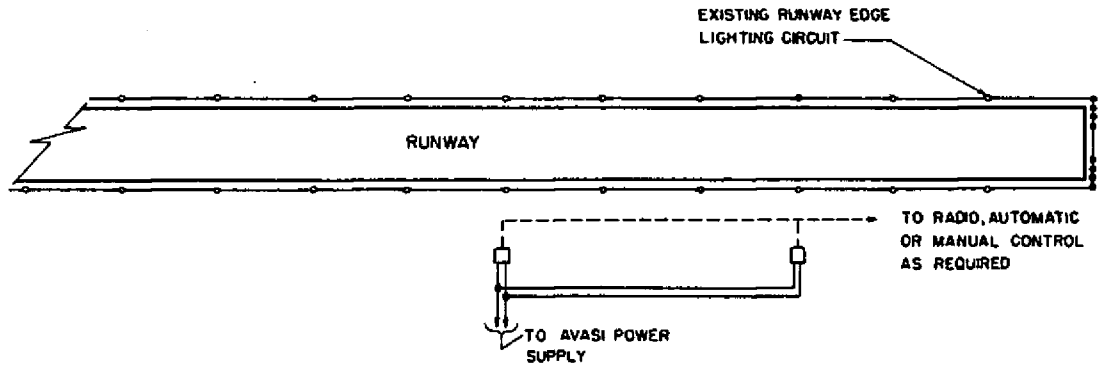 EXISTING RUNWAY EDGE
LIGHTING CIRCUIT
RUNWAY
TO RADIO, AUTOMATIC
OR MANUAL CONTROL
AS REQUIRED
TO AVASI POWER
SUPPLY